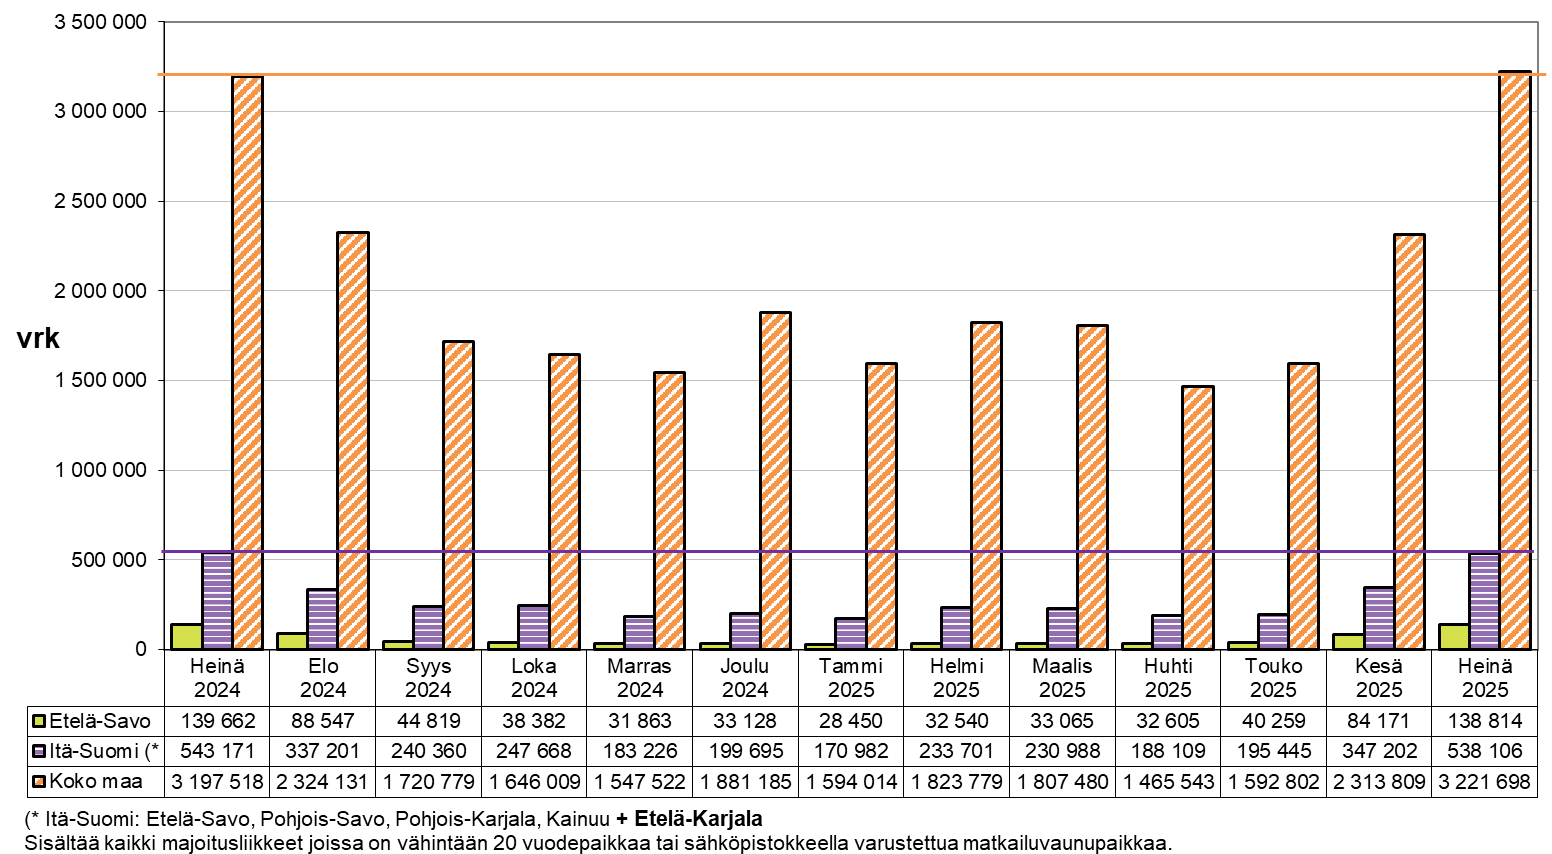 3 500 000
3 000 000
2 500 000
2 000 000
vrk
1 500 000
1 000 000
500 000
0
Heinä 2024 Elo 2024 Syys 2024 Loka 2024 Marras 2024 Joulu 2024 Tammi 2025 Helmi 2025 Maalis 2025 Huhti 2025 Touko 2025 Kesä 2025 Heinä 2025
Etelä-Savo 139 662 88 547 44 819 38 382 31 863 33 128 28 450 32 540 33 065 32 605 40 259 84 171 138 814
Itä-Suomi (* 543 171 337 201 240 360 247 668 183 226 199 695 170 982 233 701 230 988 188 109 195 445 347 202 538 106
Koko maa 3 197 518 2 324 131 1 720 779 1 646 009 1 547 522 1 881 185 1 594 014 1 823 779 1 807 480 1 465 543 1 592 802 2 313 809 3 221 698
(* Itä-Suomi: Etelä-Savo, Pohjois-Savo, Pohjois-Karjala, Kainuu + Etelä-Karjala
Sisältää kaikki majoitusliikkeet joissa on vähintään 20 vuodepaikkaa tai sähköpistokkeella varustettua matkailuvaunupaikkaa.